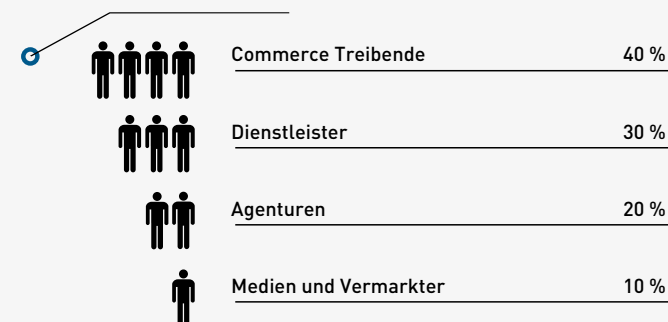 Commerce Treibende 40 %
Dienstleister 30 %
Agenturen 20 %
Medien und Vermarkter 10 %